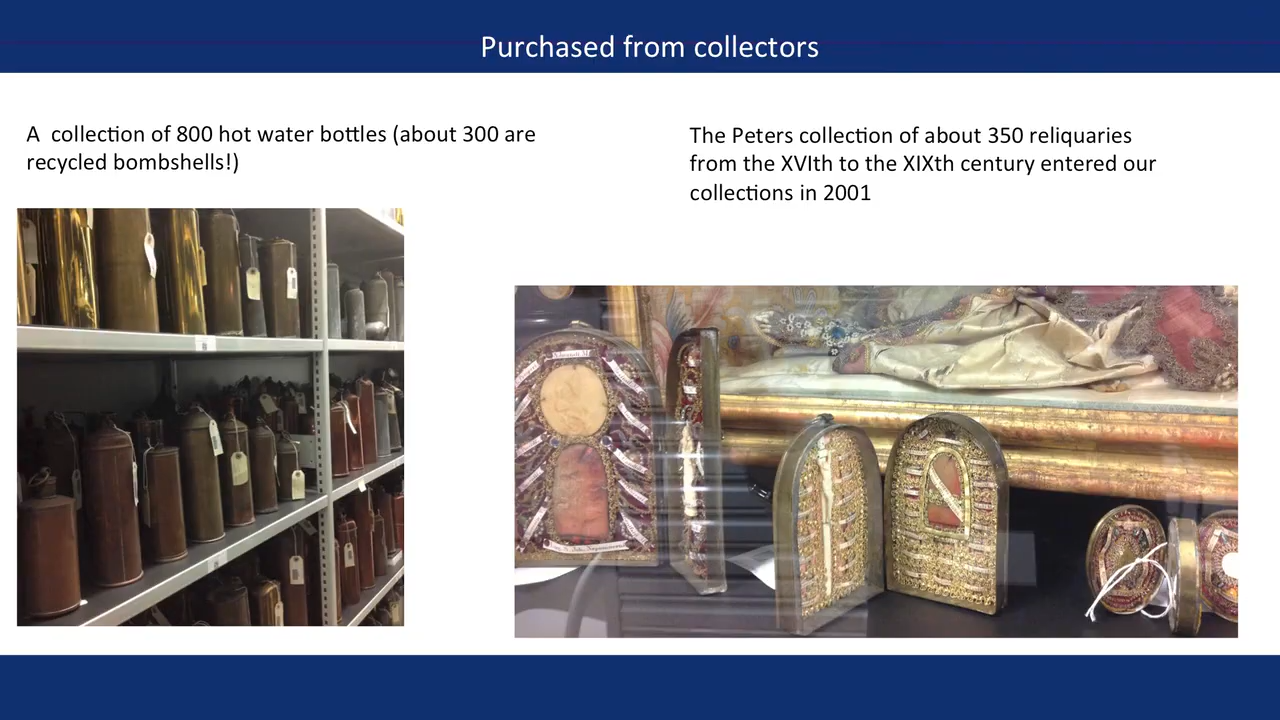 Purchased from collectors
A  collection of 800 hot water bottles (about 300 are
recycled bombshells!)
The Peters collection of about 350 reliquaries
from the XVIth to the XIXth century entered our
collections in 2001